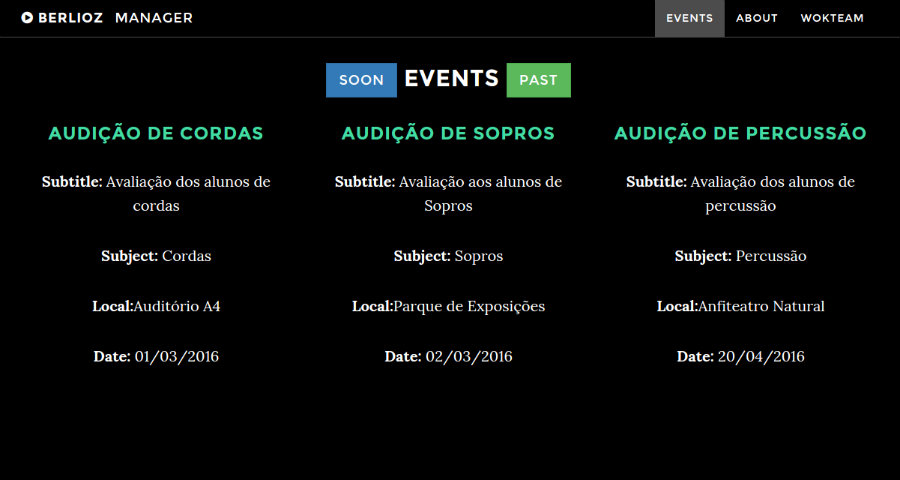 BERLIOZ MANAGER
EVENTS ABOUT WOKTEAM
SOON EVENTS PAST
AUDIÇÃO DE CORDAS
Subtitle: Avaliação dos alunos de
cordas
Subject: Cordas
Local:Auditório A4
Date: 01/03/2016
AUDIÇÃO DE SOPROS
Subtitle: Avaliação aos alunos de
Sopros
Subject: Sopros
Local:Parque de Exposições
Date: 02/03/2016
AUDIÇÃO DE PERCUSSÃO
Subtitle: Avaliação dos alunos de
percussão
Subject: Percussão
Local:Anfiteatro Natural
Date: 20/04/2016